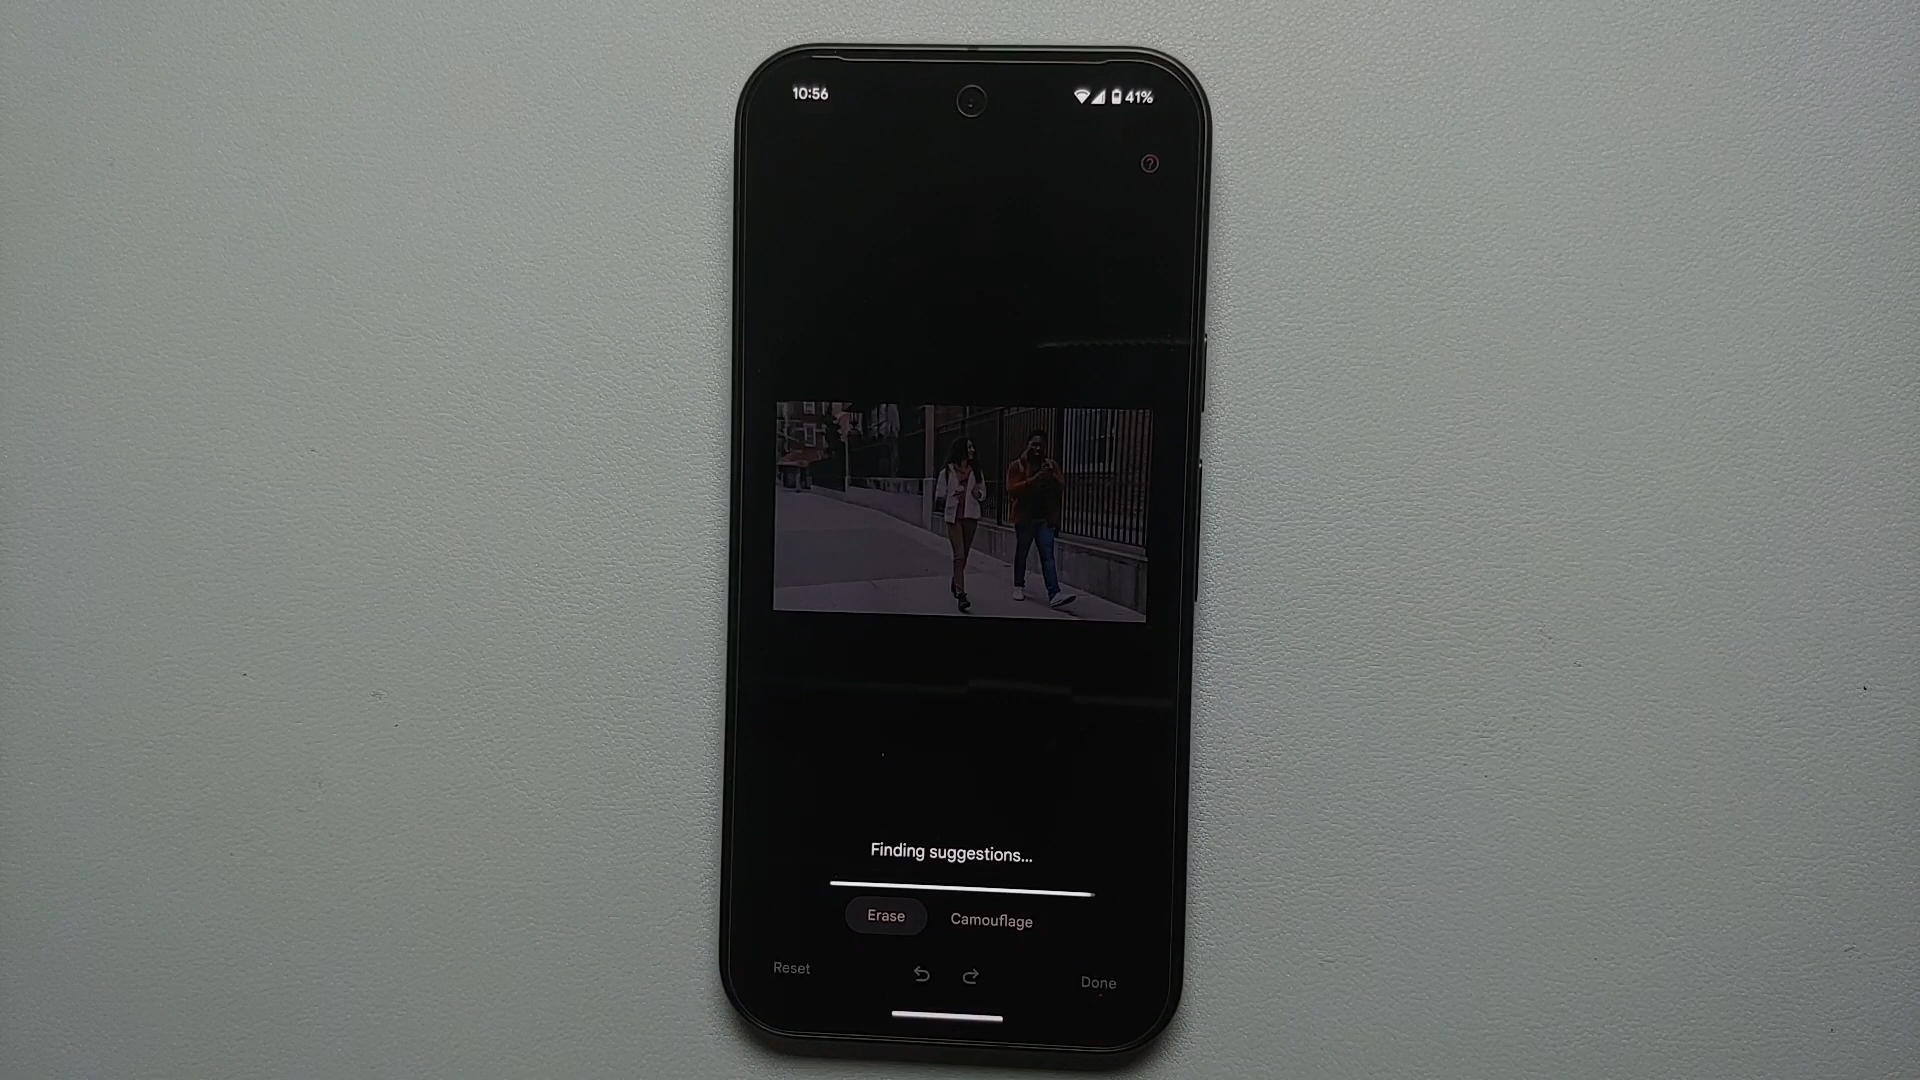 10:56
41%
Finding suggestions...
Erase
Camouflage
Reset
Done